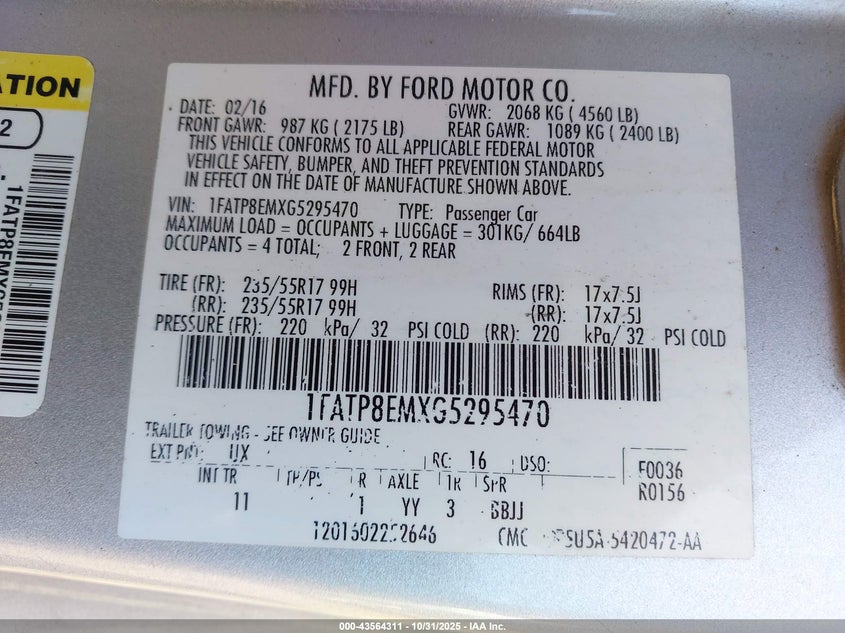 ATION
2
1FATP8EMXG52
MFD. BY FORD MOTOR CO.
DATE: 02/16 GVWR: 2068 KG ( 4560 LB)
FRONT GAWR: 987 KG ( 2175 LB) REAR GAWR: 1089 KG ( 2400 LB)
THIS VEHICLE CONFORMS TO ALL APPLICABLE FEDERAL MOTOR
VEHICLE SAFETY, BUMPER, AND THEFT PREVENTION STANDARDS
IN EFFECT ON THE DATE OF MANUFACTURE SHOWN ABOVE.
VIN: 1FATP8EMXG5295470 TYPE: Passenger Car
MAXIMUM LOAD = OCCUPANTS + LUGGAGE = 301KG/ 664LB
OCCUPANTS = 4 TOTAL; 2 FRONT, 2 REAR
TIRE (FR): 235/55R17 99H RIMS (FR): 17x7.5J
(RR): 235/55R17 99H (RR): 17x7.5J
PRESSURE (FR): 220 kPa/ 32 PSI COLD (RR): 220 kPa/ 32 PSI COLD
1FATP8EMXG5295470
TRAILER TOWING - SEE OWNER GUIDE
EXT PNT: UX RC: 16 DSO: F0036
INT TR TP/PS R AXLE TR SPR R0156
11 1 YY 3 BBJJ
CMC 5U5A-5420472-AA
000-43564311 - 10/31/2025 - IAA Inc.